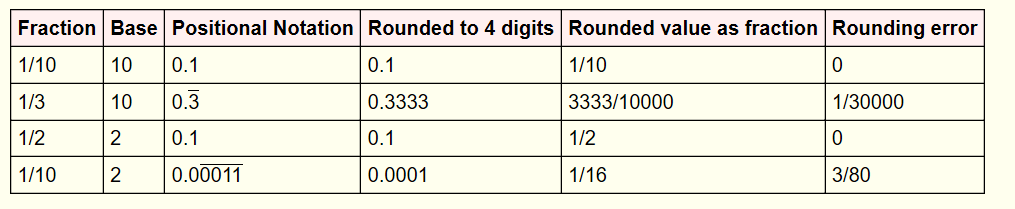 Fraction Base Positional Notation Rounded to 4 digits Rounded value as fraction Rounding error
1/10 10 0.1 0.1 1/10 0
1/3 10 0.3̅ 0.3333 3333/10000 1/30000
1/2 2 0.1 0.1 1/2 0
1/10 2 0.00̅0̅1̅1̅ 0.0001 1/16 3/80